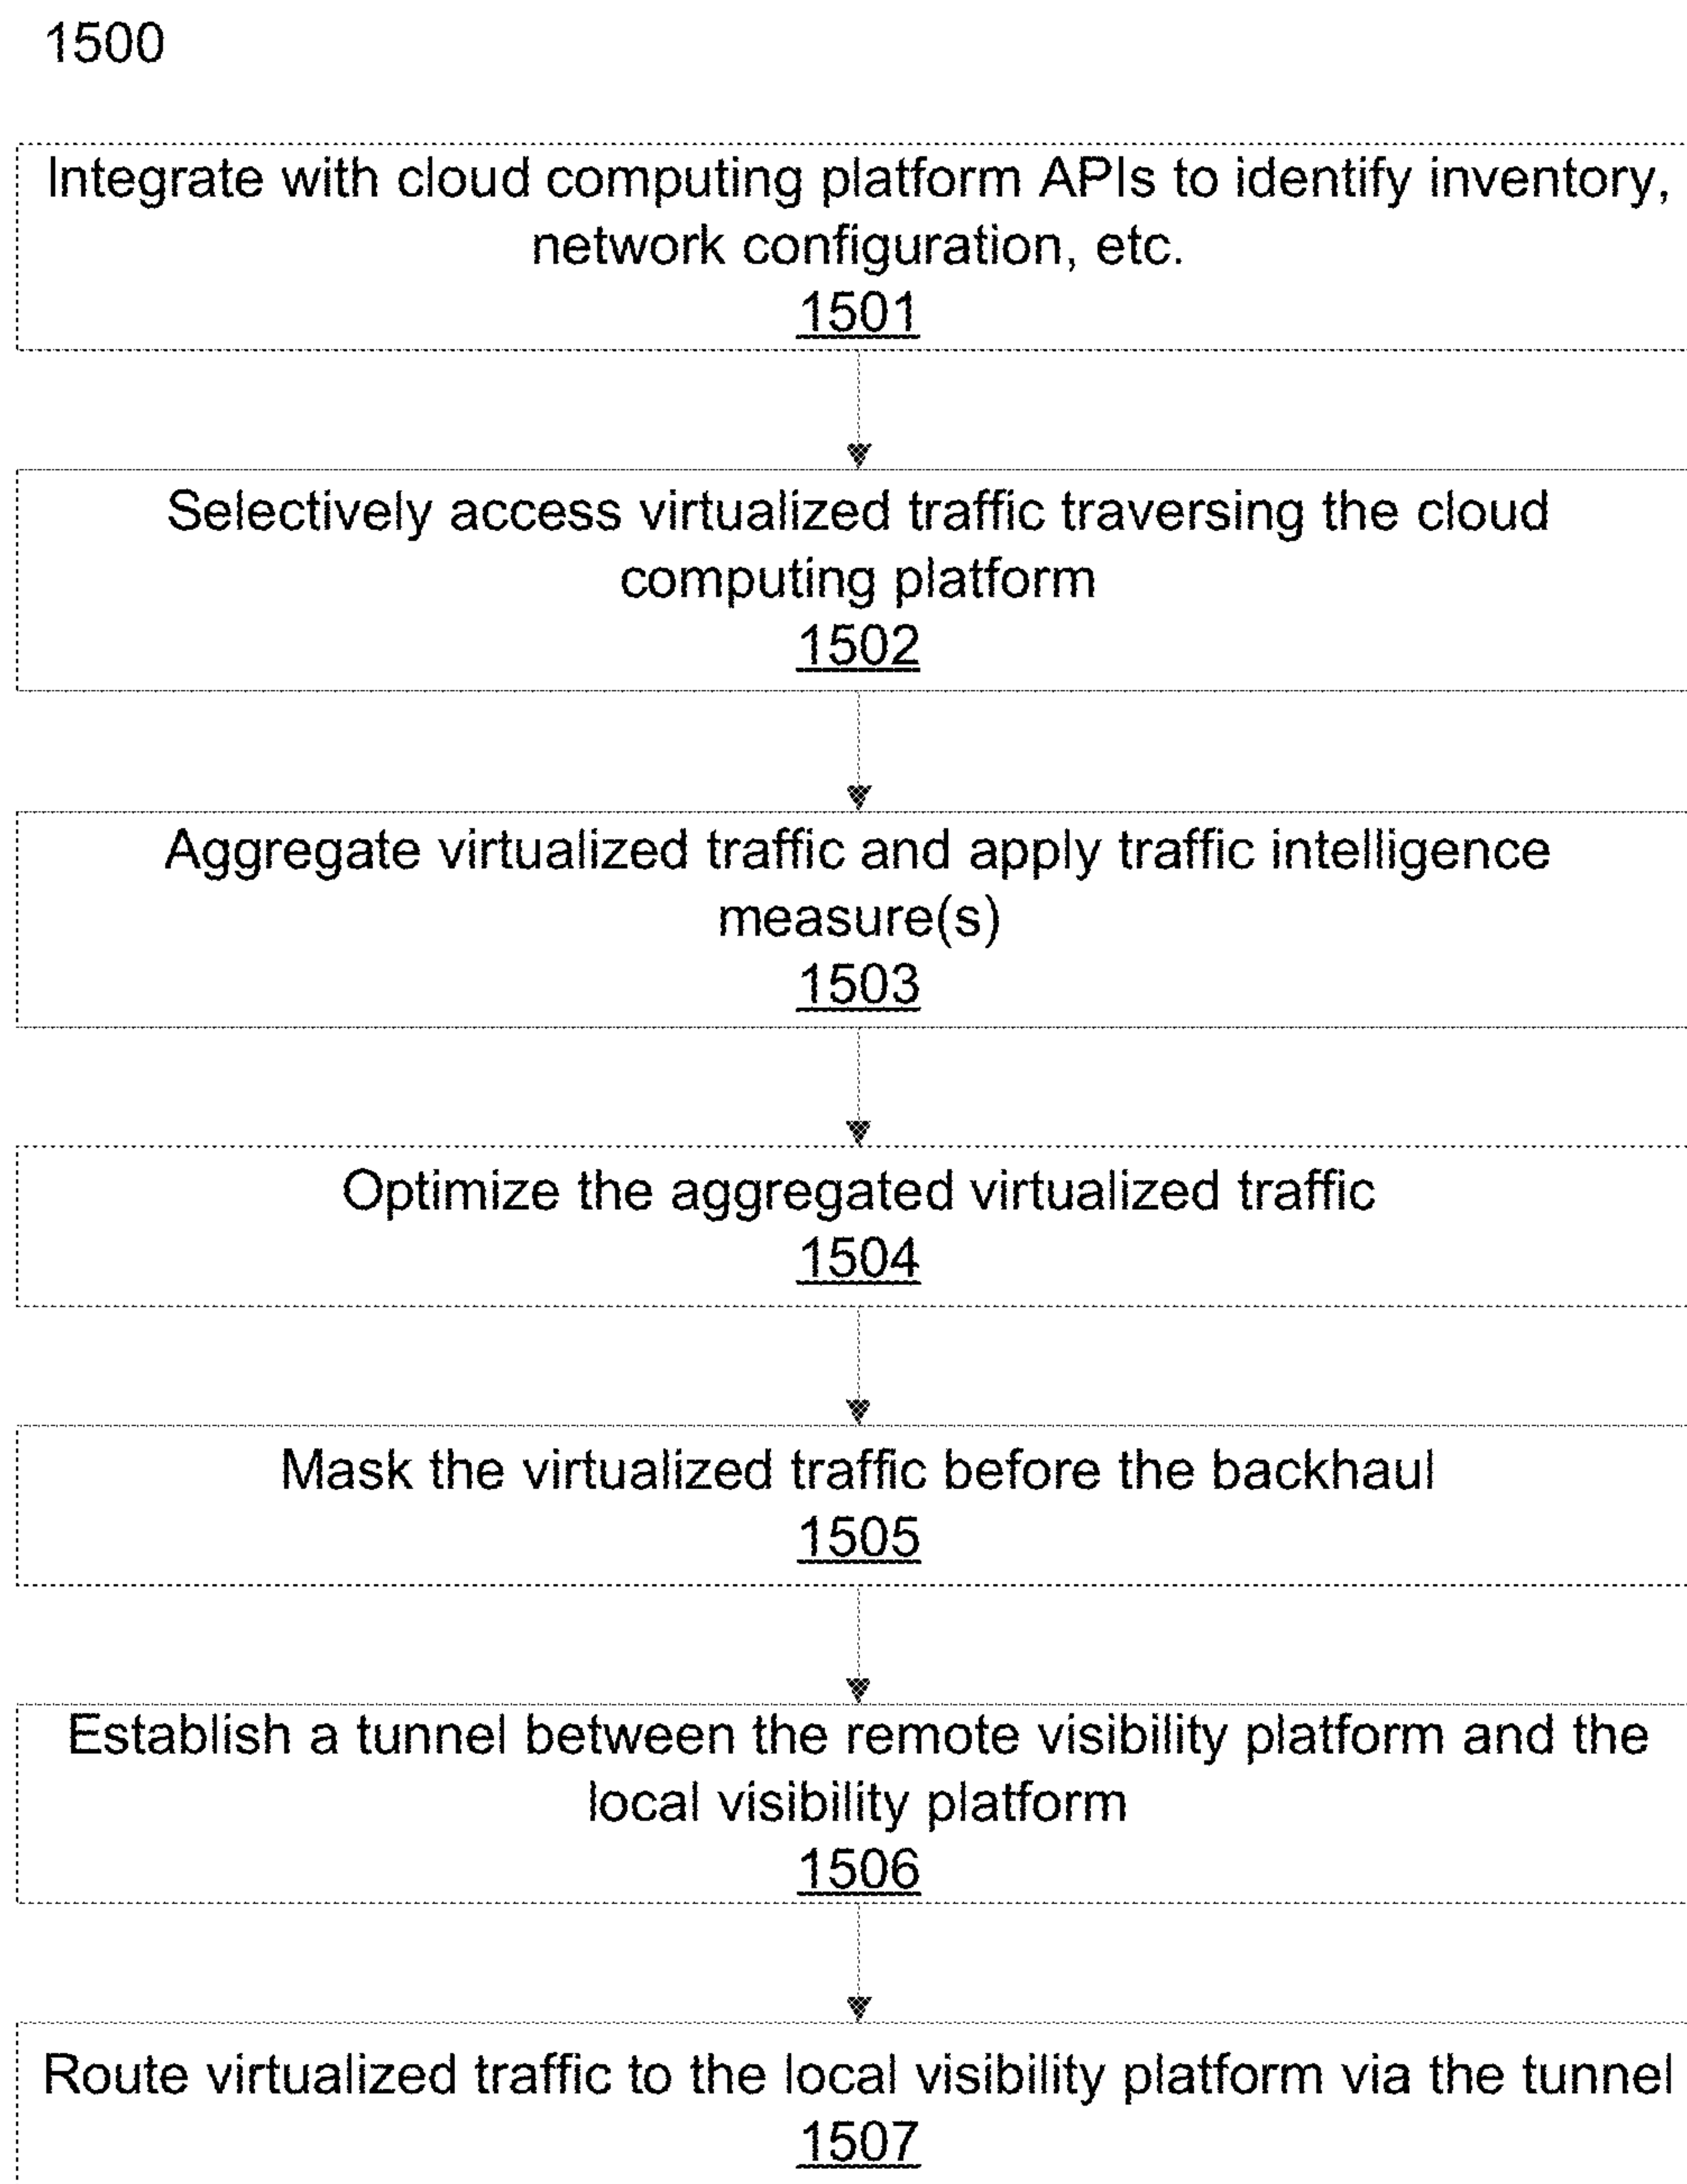 1500
Integrate with cloud computing platform APIs to identify inventory,
network configuration, etc.
1501
Selectively access virtualized traffic traversing the cloud
computing platform
1502
Aggregate virtualized traffic and apply traffic intelligence
measure(s)
1503
Optimize the aggregated virtualized traffic
1504
Mask the virtualized traffic before the backhaul
1505
Establish a tunnel between the remote visibility platform and the
local visibility platform
1506
Route virtualized traffic to the local visibility platform via the tunnel
1507